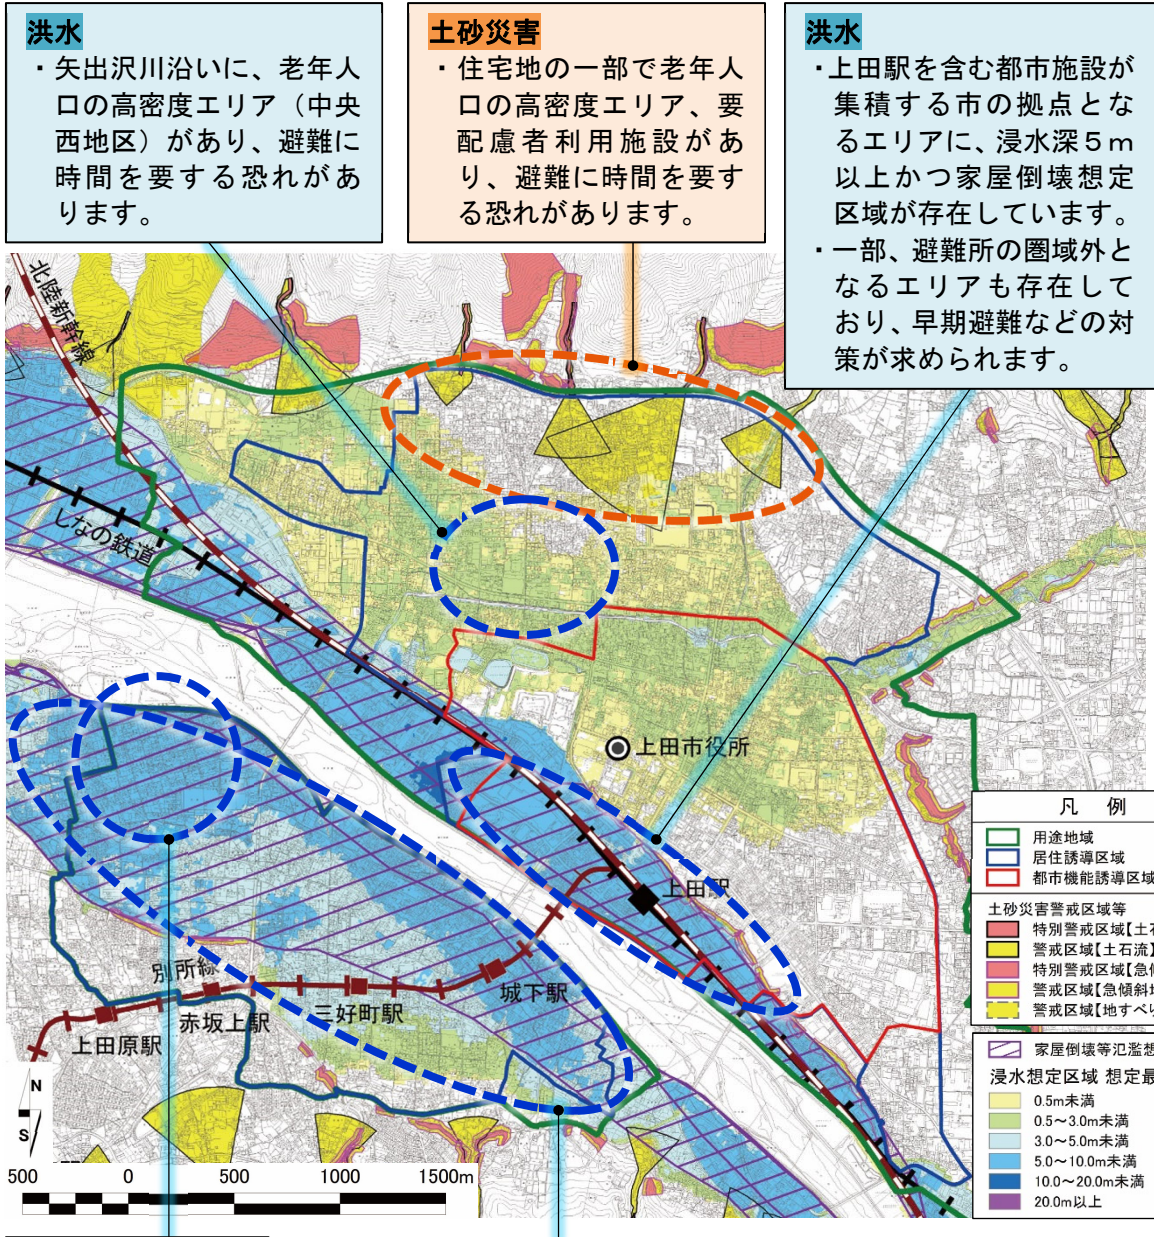 洪水
・矢出沢川沿いに、老年人
口の高密度エリア（中央
西地区）があり、避難に
時間を要する恐れがあ
ります。
土砂災害
・住宅地の一部で老年人
口の高密度エリア、要
配慮者利用施設があ
り、避難に時間を要す
る恐れがあります。
洪水
・上田駅を含む都市施設が
集積する市の拠点とな
るエリアに、浸水深５ｍ
以上かつ家屋倒壊想定
区域が存在しています。
・一部、避難所の圏域外と
なるエリアも存在して
おり、早期避難などの対
策が求められます。
北陸新幹線
しなの鉄道
上田市役所
上田駅
別所線
城下駅
三好町駅
赤坂上駅
上田原駅
凡 例
用途地域
居住誘導区域
都市機能誘導区域
土砂災害警戒区域等
特別警戒区域【土石
警戒区域【土石流】
特別警戒区域【急傾
警戒区域【急傾斜地
警戒区域【地すべり
家屋倒壊等氾濫想
浸水想定区域 想定最
0.5m未満
0.5～3.0m未満
3.0～5.0m未満
5.0～10.0m未満
10.0～20.0m未満
20.0m以上
N
S
500 0 500 1000 1500m